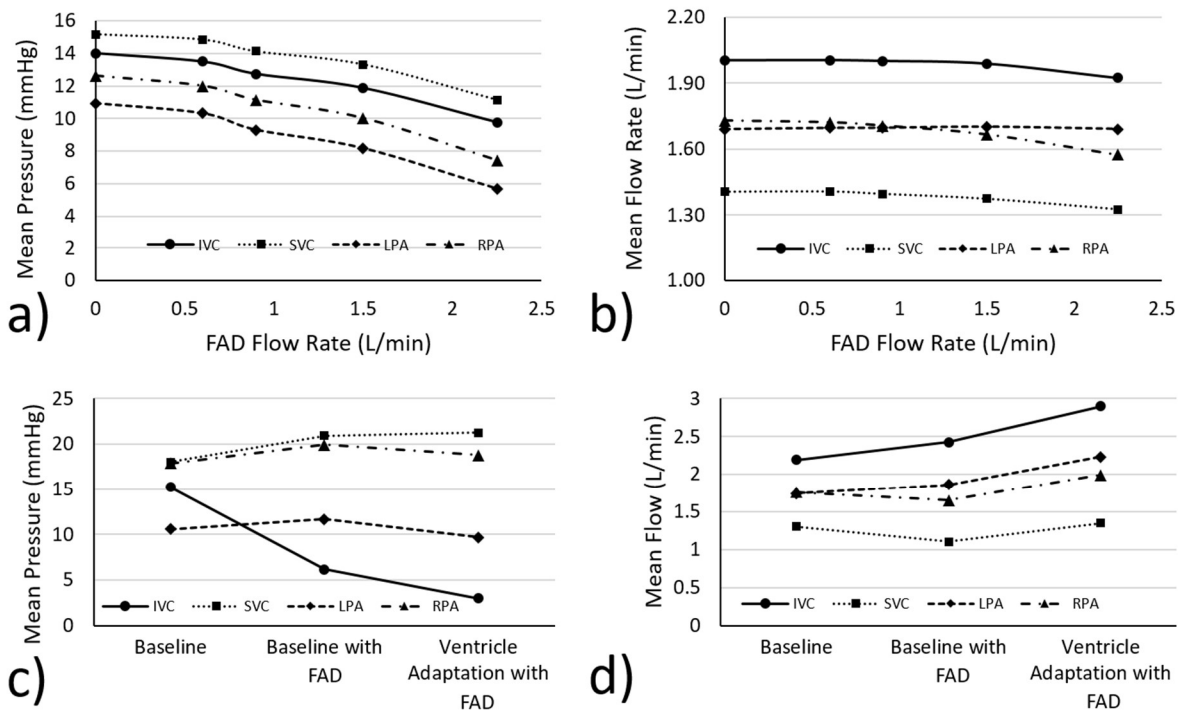 16
14
12
10
8
6
4
2
0
Mean Pressure (mmHg)
IVC SVC LPA RPA
0 0.5 1 1.5 2 2.5
FAD Flow Rate (L/min)
a)
2.20
1.90
1.60
1.30
1.00
Mean Flow Rate (L/min)
IVC SVC LPA RPA
0 0.5 1 1.5 2 2.5
FAD Flow Rate (L/min)
b)
25
20
15
10
5
0
Mean Pressure (mmHg)
IVC SVC LPA RPA
Baseline Baseline with Ventricle
FAD Adaptation with
FAD
c)
3
2.5
2
1.5
1
0.5
0
Mean Flow (L/min)
IVC SVC LPA RPA
Baseline Baseline with Ventricle
FAD Adaptation with
FAD
d)